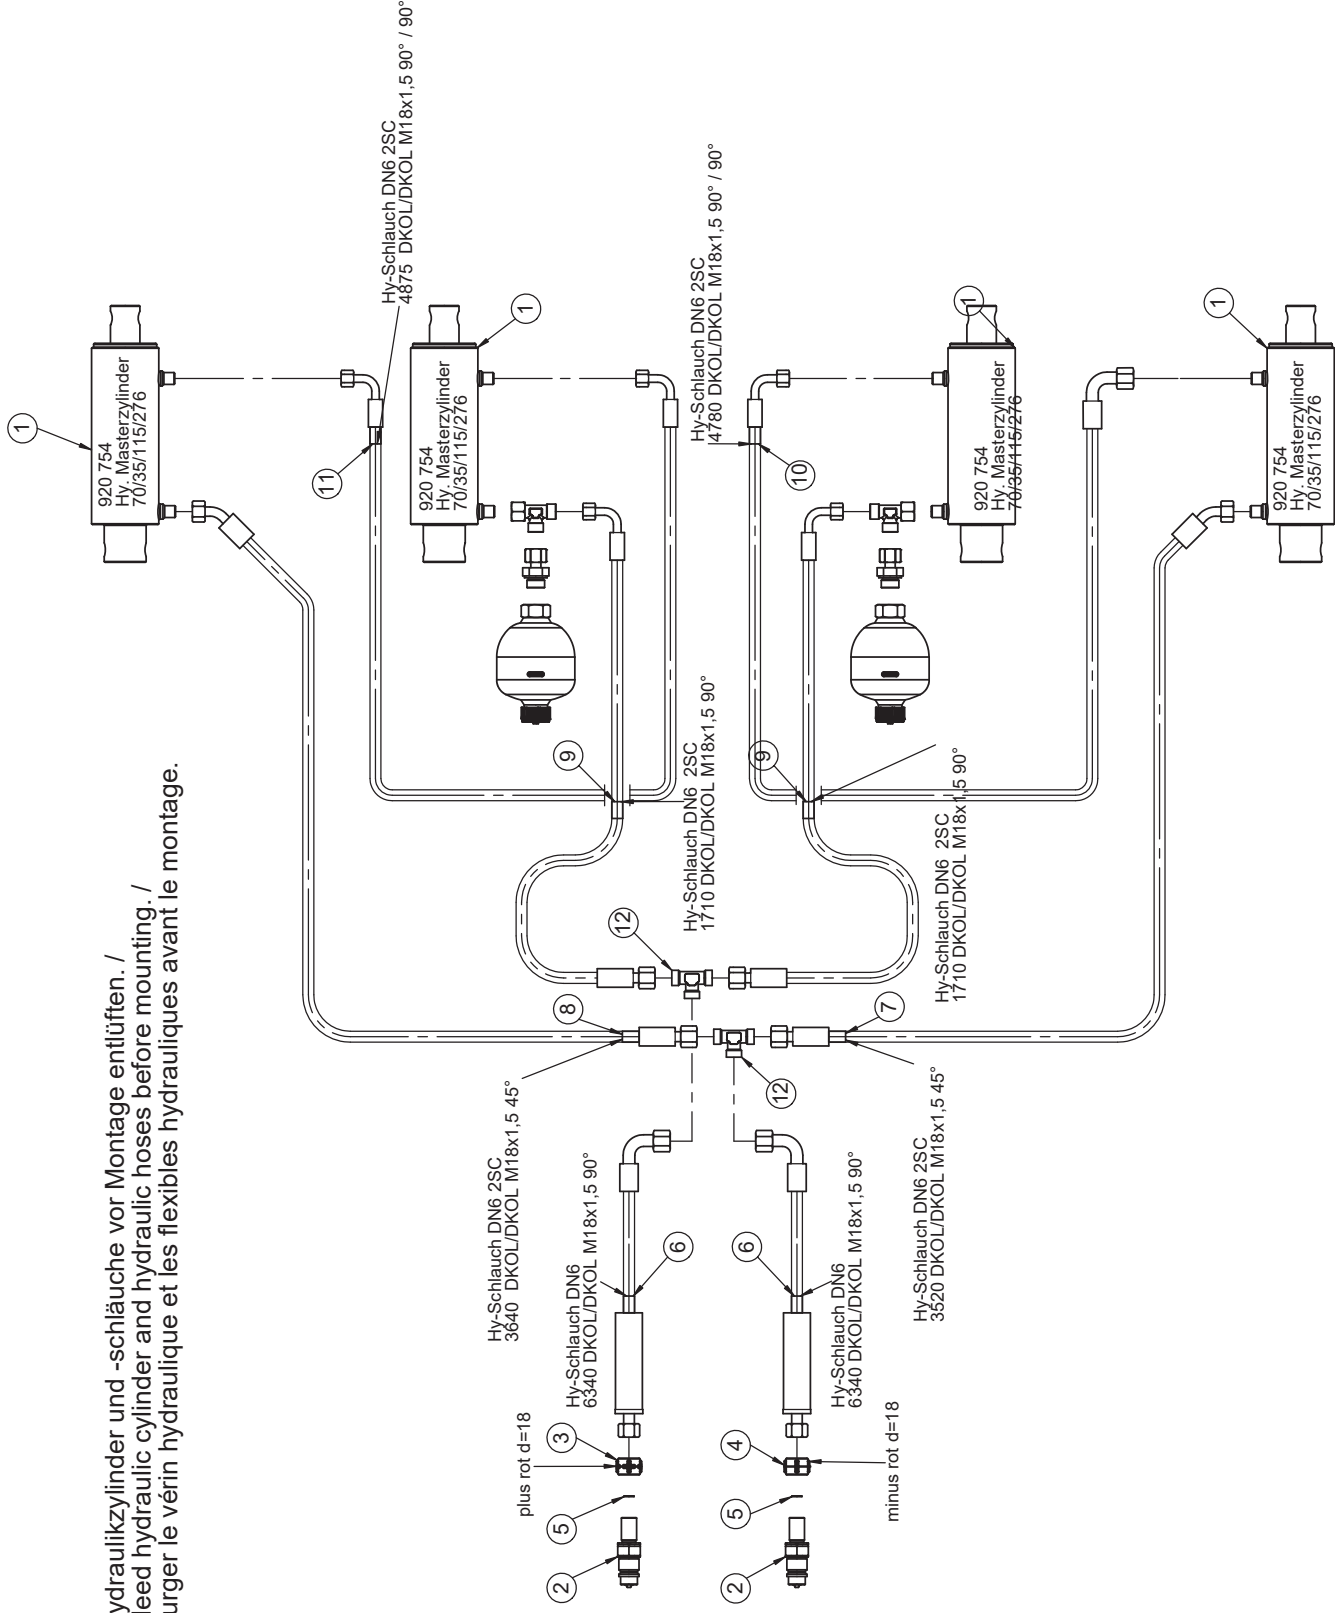 ydraulikzylinder und -schläuche vor Montage entlüften. /
leed hydraulic cylinder and hydraulic hoses before mounting. /
urger le vérin hydraulique et les flexibles hydrauliques avant le montage.
1
920 754
Hy. Masterzylinder
70/35/115/276
11
Hy-Schlauch DN6 2SC
4875 DKOL/DKOL M18x1,5 90° / 90°
1
920 754
Hy. Masterzylinder
70/35/115/276
Hy-Schlauch DN6 2SC
4780 DKOL/DKOL M18x1,5 90° / 90°
10
1
920 754
Hy. Masterzylinder
70/35/115/276
1
920 754
Hy. Masterzylinder
70/35/115/276
9
Hy-Schlauch DN6 2SC
1710 DKOL/DKOL M18x1,5 90°
9
Hy-Schlauch DN6 2SC
1710 DKOL/DKOL M18x1,5 90°
12
8
7
12
Hy-Schlauch DN6 2SC
3640 DKOL/DKOL M18x1,5 45°
Hy-Schlauch DN6 2SC
3520 DKOL/DKOL M18x1,5 45°
6
Hy-Schlauch DN6
6340 DKOL/DKOL M18x1,5 90°
6
Hy-Schlauch DN6
6340 DKOL/DKOL M18x1,5 90°
plus rot d=18
3
4
minus rot d=18
5
5
2
2